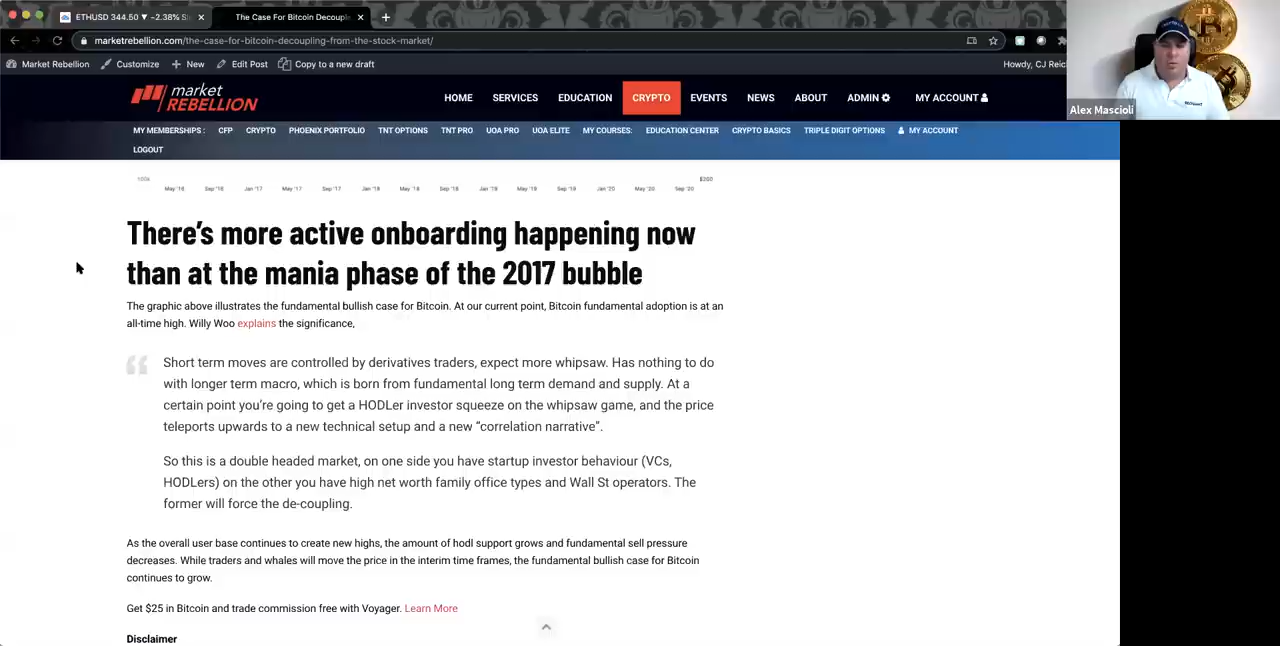 ETHUSD 344.50 ▼ −2.38%
The Case For Bitcoin Decoupli
marketrebellion.com/the-case-for-bitcoin-decoupling-from-the-stock-market/
Market Rebellion Customize New Edit Post Copy to a new draft Howdy, CJ Reic
market
REBELLION
HOME SERVICES EDUCATION CRYPTO EVENTS NEWS ABOUT ADMIN MY ACCOUNT
Alex Mascioli
MY MEMBERSHIPS : CFP CRYPTO PHOENIX PORTFOLIO TNT OPTIONS TNT PRO UOA PRO UOA ELITE MY COURSES: EDUCATION CENTER CRYPTO BASICS TRIPLE DIGIT OPTIONS MY ACCOUNT
LOGOUT
100k $200
May '16 Sep '16 Jan '17 May '17 Sep '17 Jan '18 May '18 Sep '18 Jan '19 May '19 Sep '19 Jan '20 May '20 Sep '20
There's more active onboarding happening now
than at the mania phase of the 2017 bubble
The graphic above illustrates the fundamental bullish case for Bitcoin. At our current point, Bitcoin fundamental adoption is at an
all-time high. Willy Woo explains the significance,
Short term moves are controlled by derivatives traders, expect more whipsaw. Has nothing to do
with longer term macro, which is born from fundamental long term demand and supply. At a
certain point you're going to get a HODLer investor squeeze on the whipsaw game, and the price
teleports upwards to a new technical setup and a new “correlation narrative”.
So this is a double headed market, on one side you have startup investor behaviour (VCs,
HODLers) on the other you have high net worth family office types and Wall St operators. The
former will force the de-coupling.
As the overall user base continues to create new highs, the amount of hodl support grows and fundamental sell pressure
decreases. While traders and whales will move the price in the interim time frames, the fundamental bullish case for Bitcoin
continues to grow.
Get $25 in Bitcoin and trade commission free with Voyager. Learn More
Disclaimer